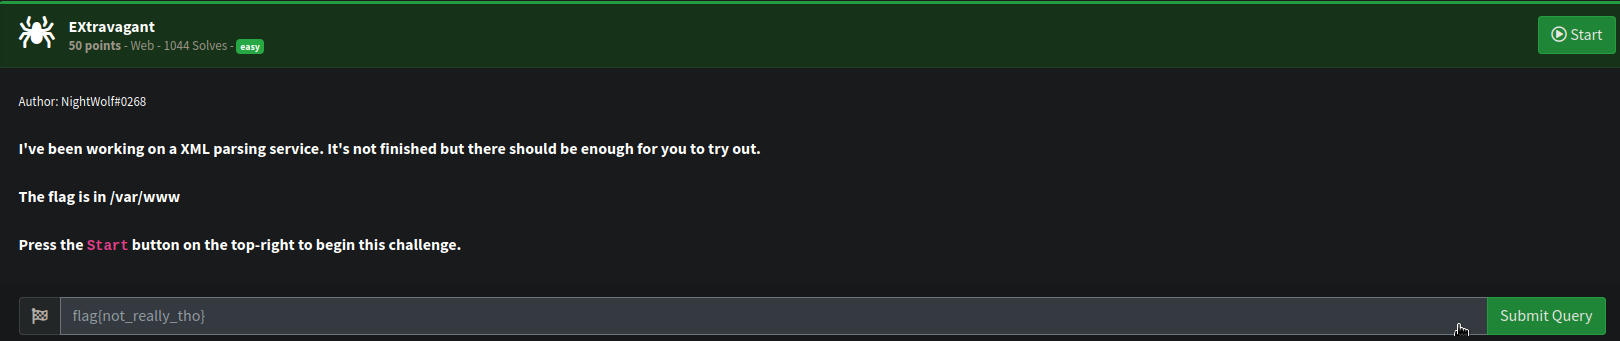 EXtravagant
50 points - Web - 1044 Solves - easy
Start
Author: NightWolf#0268
I've been working on a XML parsing service. It's not finished but there should be enough for you to try out.
The flag is in /var/www
Press the Start button on the top-right to begin this challenge.
flag{not_really_tho}
Submit Query